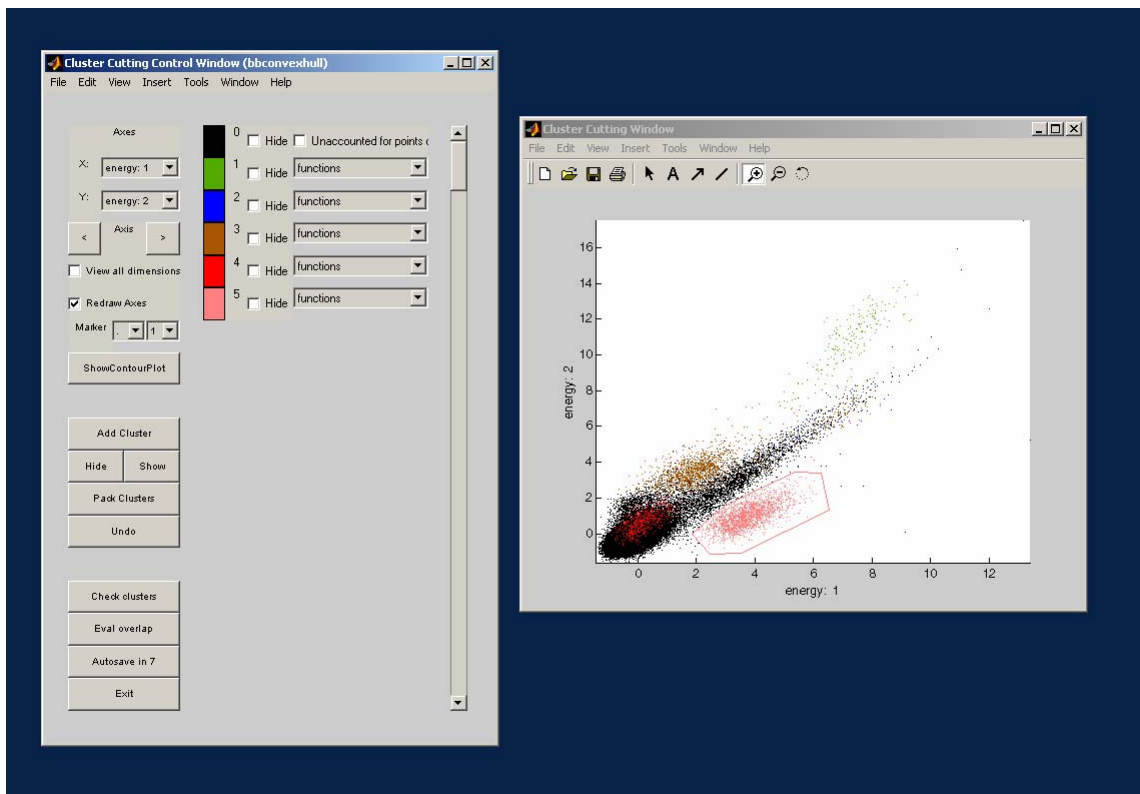 Cluster Cutting Control Window (bbconvexhull)
File Edit View Insert Tools Window Help
Axes
X: energy: 1
Y: energy: 2
< Axis >
View all dimensions
Redraw Axes
Marker . 1
ShowContourPlot
Add Cluster
Hide Show
Pack Clusters
Undo
Check clusters
Eval overlap
Autosave in 7
Exit
0 Hide Unaccounted for points
1 Hide functions
2 Hide functions
3 Hide functions
4 Hide functions
5 Hide functions
Cluster Cutting Window
File Edit View Insert Tools Window Help
A
16
14
12
10
8
6
4
2
0
energy: 2
0 2 4 6 8 10 12
energy: 1